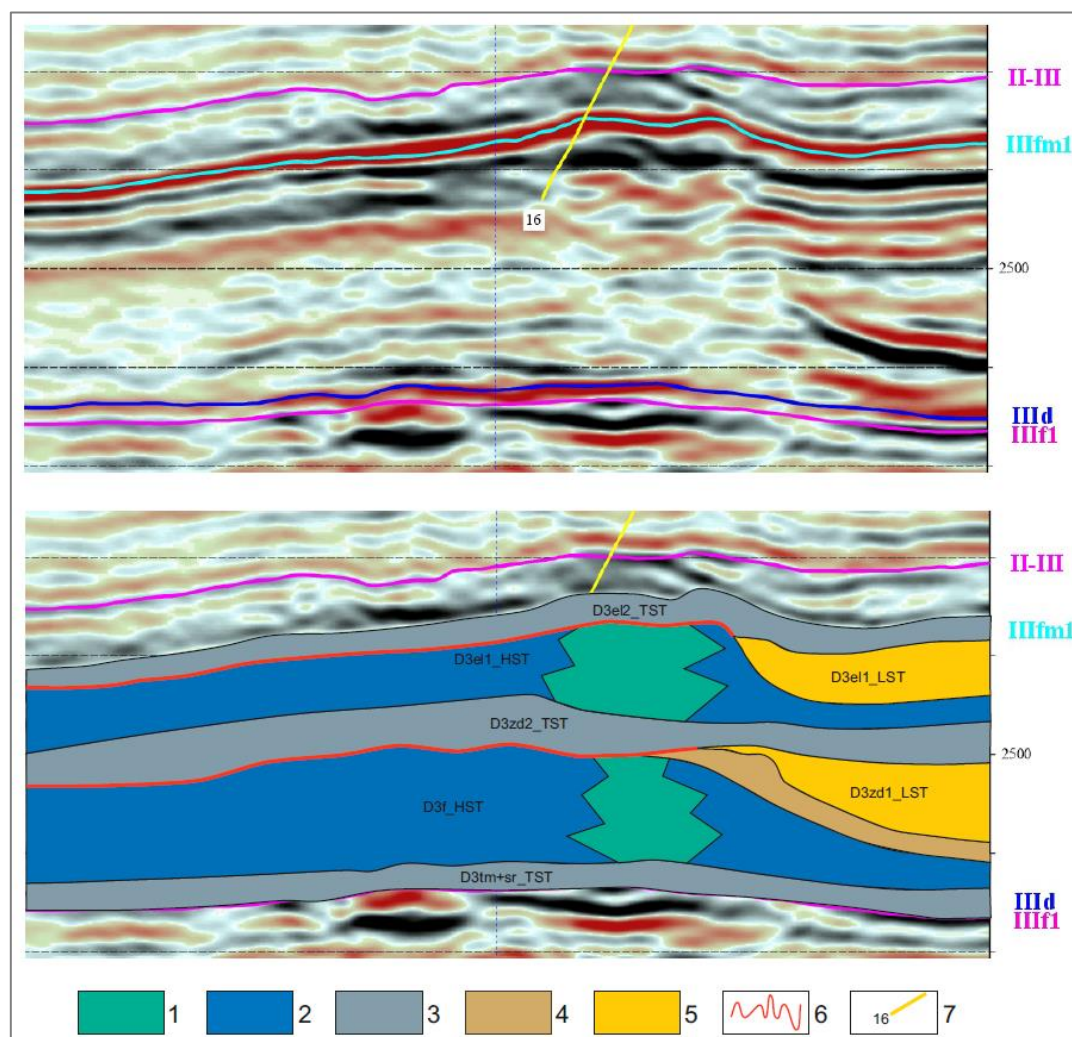 II-III
IIIfm1
16
2500
IIId
IIIf1
II-III
D3el2_TST
IIIfm1
D3el1_HST
D3el1_LST
D3zd2_TST
2500
D3zd1_LST
D3f_HST
D3tm+sr_TST
IIId
IIIf1
1 2 3 4 5 6 16 7